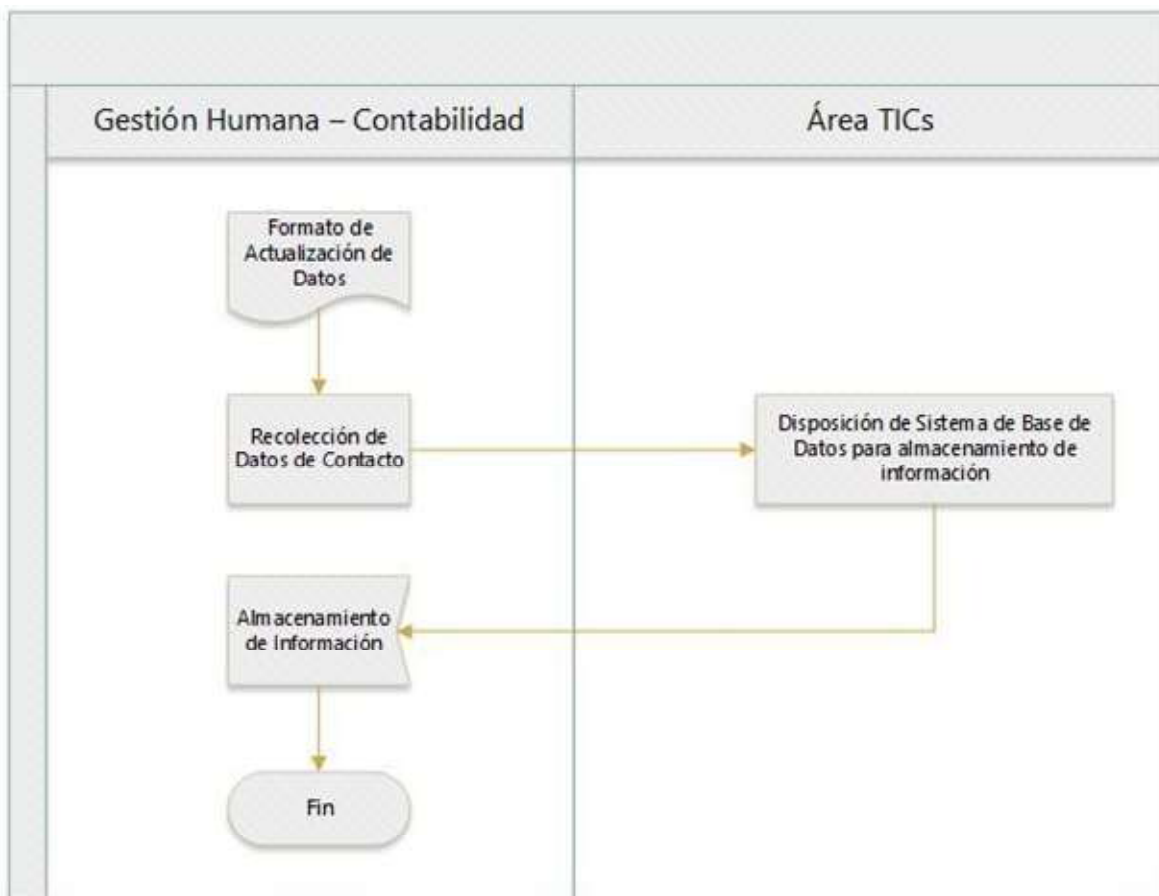 Gestión Humana – Contabilidad
Área TICs
Formato de
Actualización de
Datos
Recolección de
Datos de Contacto
Disposición de Sistema de Base de
Datos para almacenamiento de
información
Almacenamiento
de Información
Fin